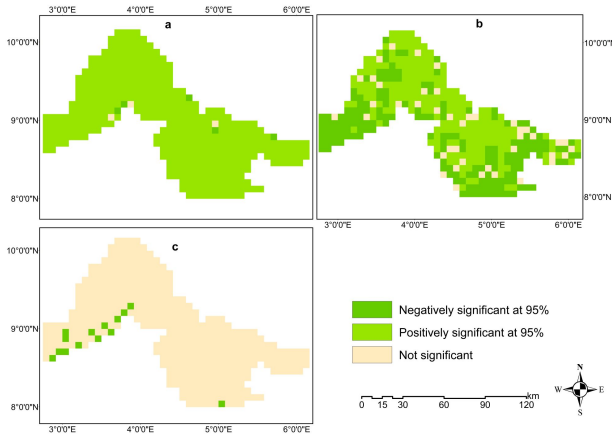 3°0'0"E 4°0'0"E 5°0'0"E 6°0'0"E
a
b
10°0'0"N 10°0'0"N
9°0'0"N 9°0'0"N
8°0'0"N 8°0'0"N
3°0'0"E 4°0'0"E 5°0'0"E 6°0'0"E
c
10°0'0"N
9°0'0"N
8°0'0"N
3°0'0"E 4°0'0"E 5°0'0"E 6°0'0"E
Negatively significant at 95%
Positively significant at 95%
Not significant
km
0 15 30 60 90 120
N
W E
S